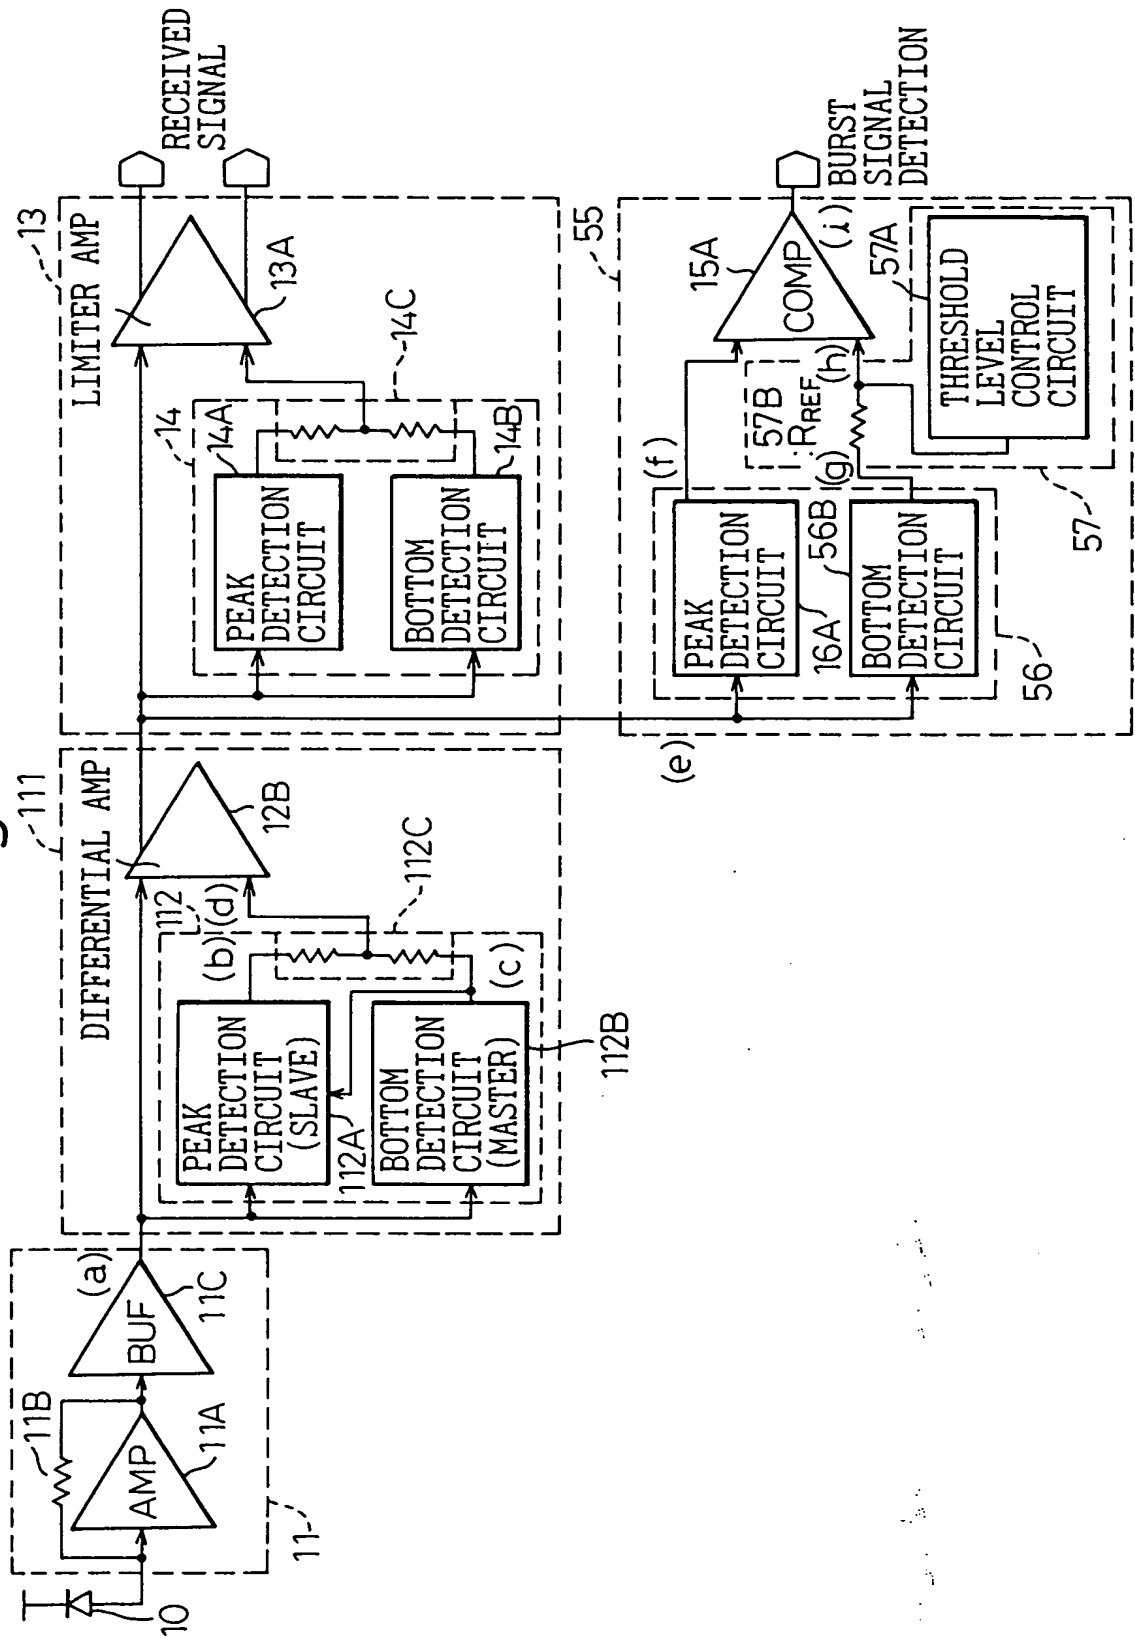 10
11
11B
AMP
11A
BUF
11C
(a)
111
DIFFERENTIAL AMP
12B
112
(b)
(d)
112C
PEAK
DETECTION
CIRCUIT
(SLAVE)
112A
(c)
BOTTOM
DETECTION
CIRCUIT
(MASTER)
112B
13
LIMITER AMP
13A
14
14A
14C
PEAK
DETECTION
CIRCUIT
14B
BOTTOM
DETECTION
CIRCUIT
RECEIVED
SIGNAL
(e)
55
56
PEAK
DETECTION
CIRCUIT
16A
56B
BOTTOM
DETECTION
CIRCUIT
(f)
(g)
57B
:RREF
(h)
15A
COMP
(i)
57
57A
THRESHOLD
LEVEL
CONTROL
CIRCUIT
BURST
SIGNAL
DETECTION